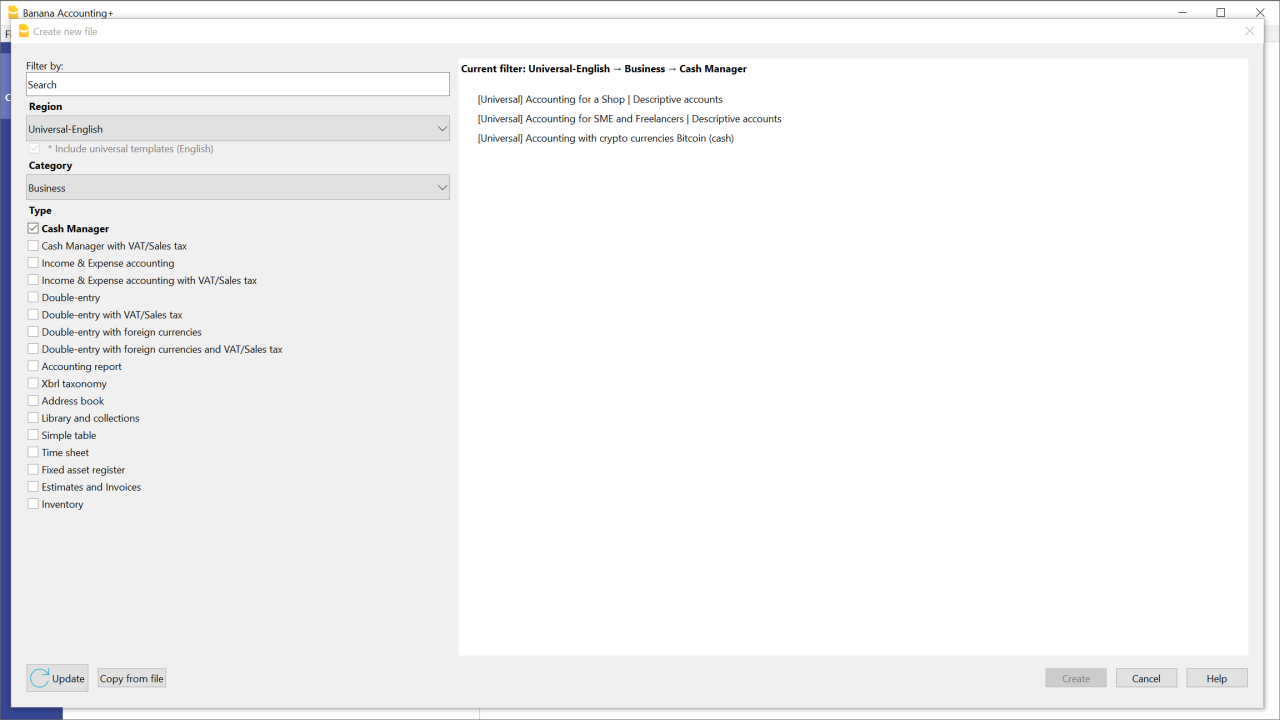 Banana Accounting+
Create new file
Filter by:
Search
Region
Universal-English
* Include universal templates (English)
Category
Business
Type
Cash Manager
Cash Manager with VAT/Sales tax
Income & Expense accounting
Income & Expense accounting with VAT/Sales tax
Double-entry
Double-entry with VAT/Sales tax
Double-entry with foreign currencies
Double-entry with foreign currencies and VAT/Sales tax
Accounting report
Xbrl taxonomy
Address book
Library and collections
Simple table
Time sheet
Fixed asset register
Estimates and Invoices
Inventory
Current filter: Universal-English → Business → Cash Manager
[Universal] Accounting for a Shop | Descriptive accounts
[Universal] Accounting for SME and Freelancers | Descriptive accounts
[Universal] Accounting with crypto currencies Bitcoin (cash)
Update
Copy from file
Create
Cancel
Help